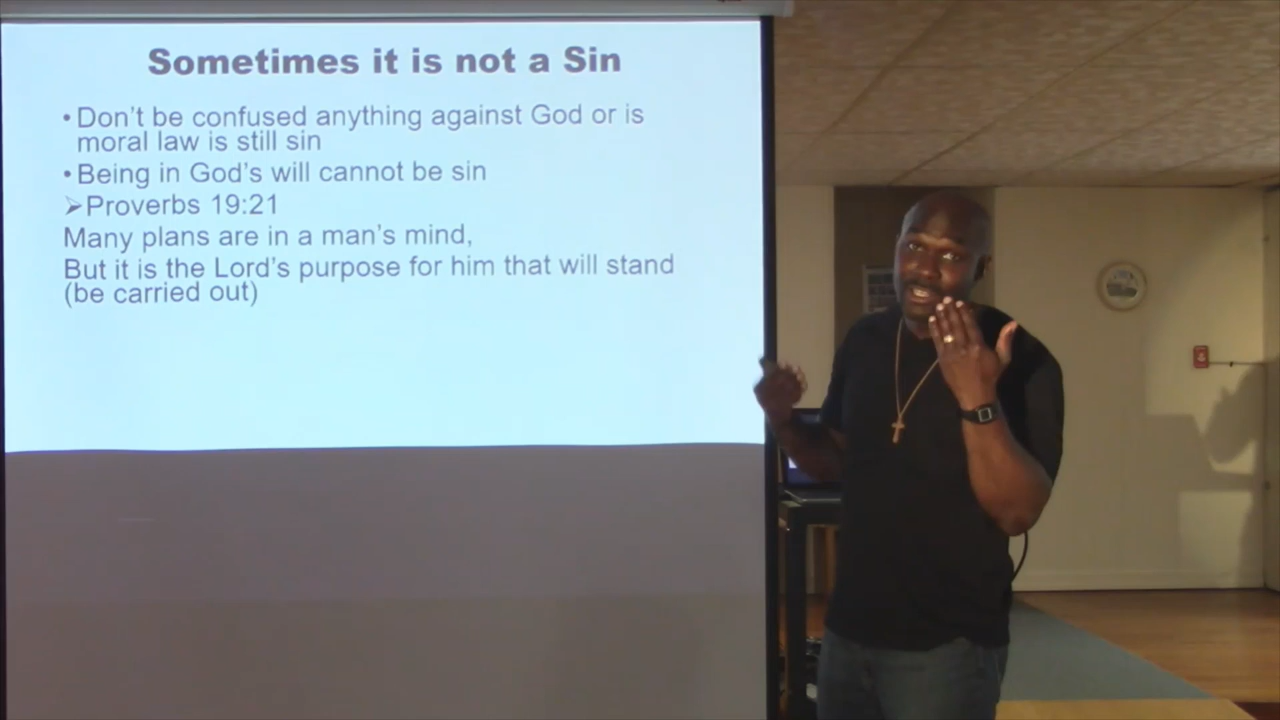 Sometimes it is not a Sin
•Don't be confused anything against God or is
moral law is still sin
•Being in God's will cannot be sin
➢Proverbs 19:21
Many plans are in a man's mind,
But it is the Lord's purpose for him that will stand
(be carried out)